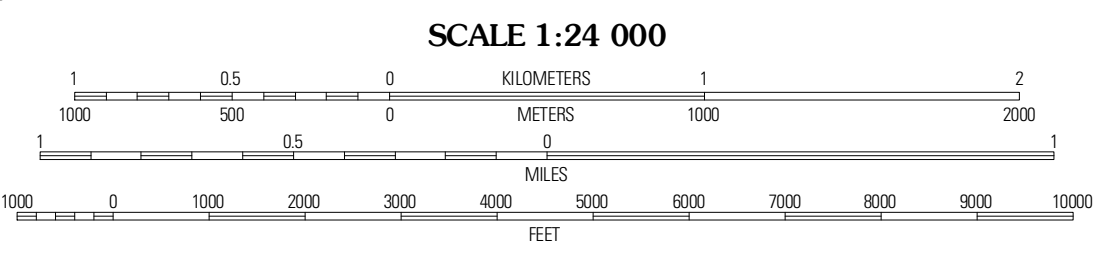 SCALE 1:24 000
1 0.5 0 KILOMETERS 1 2
1000 500 0 METERS 1000 2000
1 0.5 0 1
MILES
1000 0 1000 2000 3000 4000 5000 6000 7000 8000 9000 10000
FEET